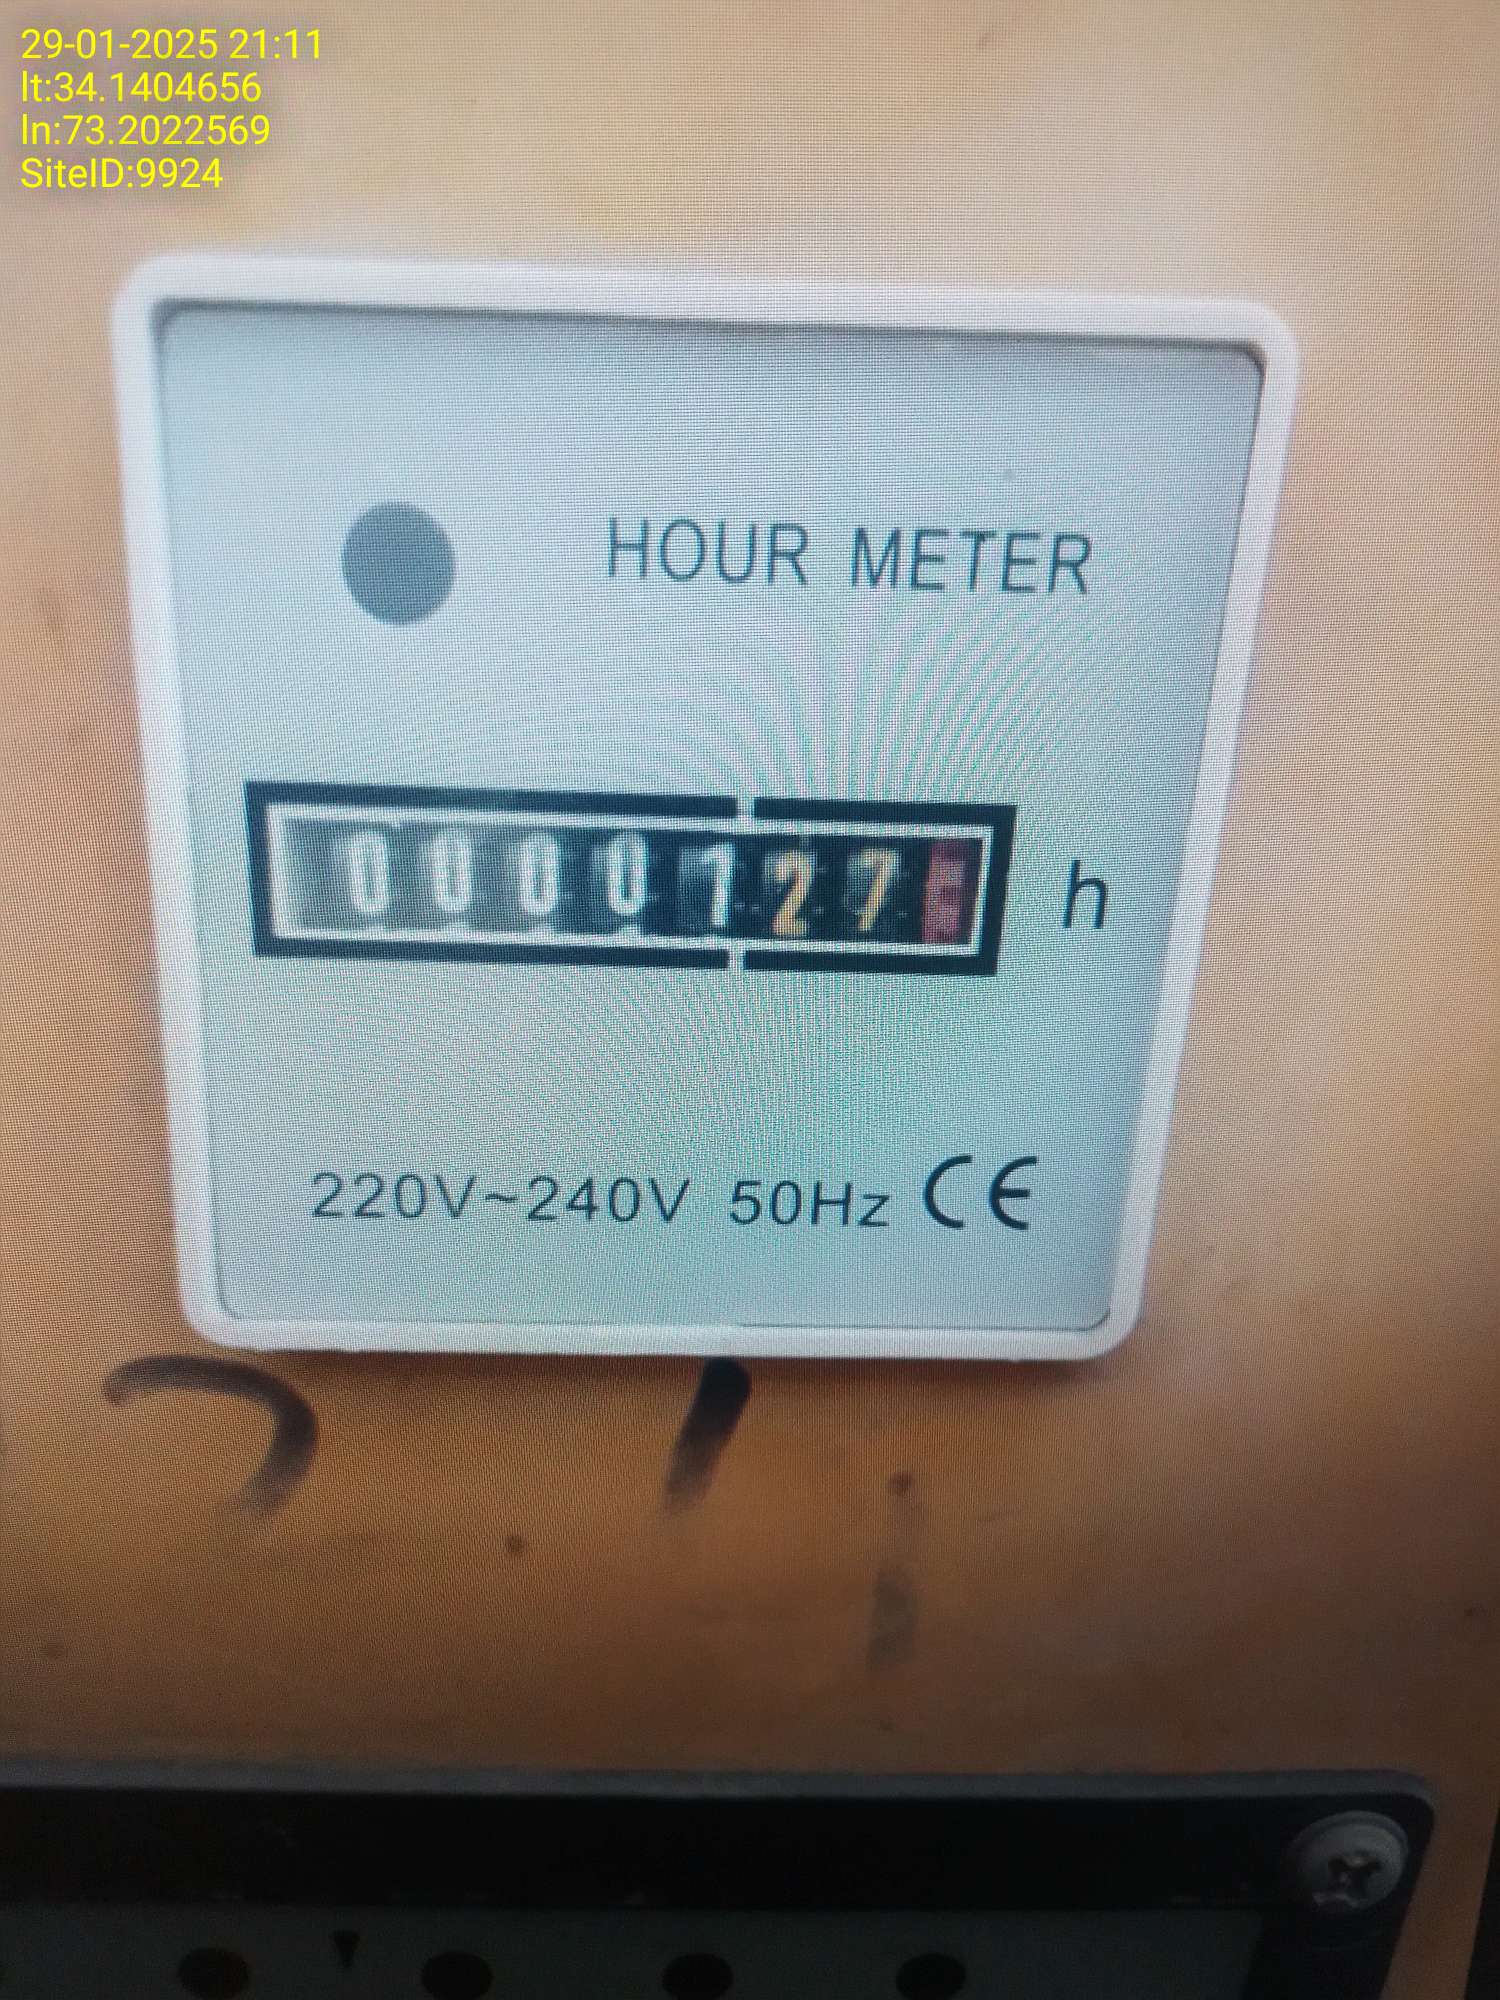 29-01-2025 21:11
lt:34.1404656
ln:73.2022569
SiteID:9924
HOUR METER
0000127 h
220V~240V 50Hz CE